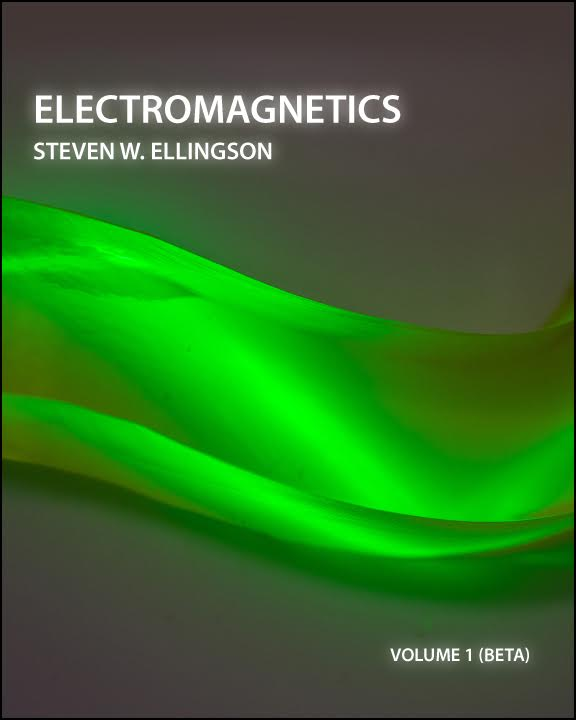 ELECTROMAGNETICS
STEVEN W. ELLINGSON
VOLUME 1 (BETA)